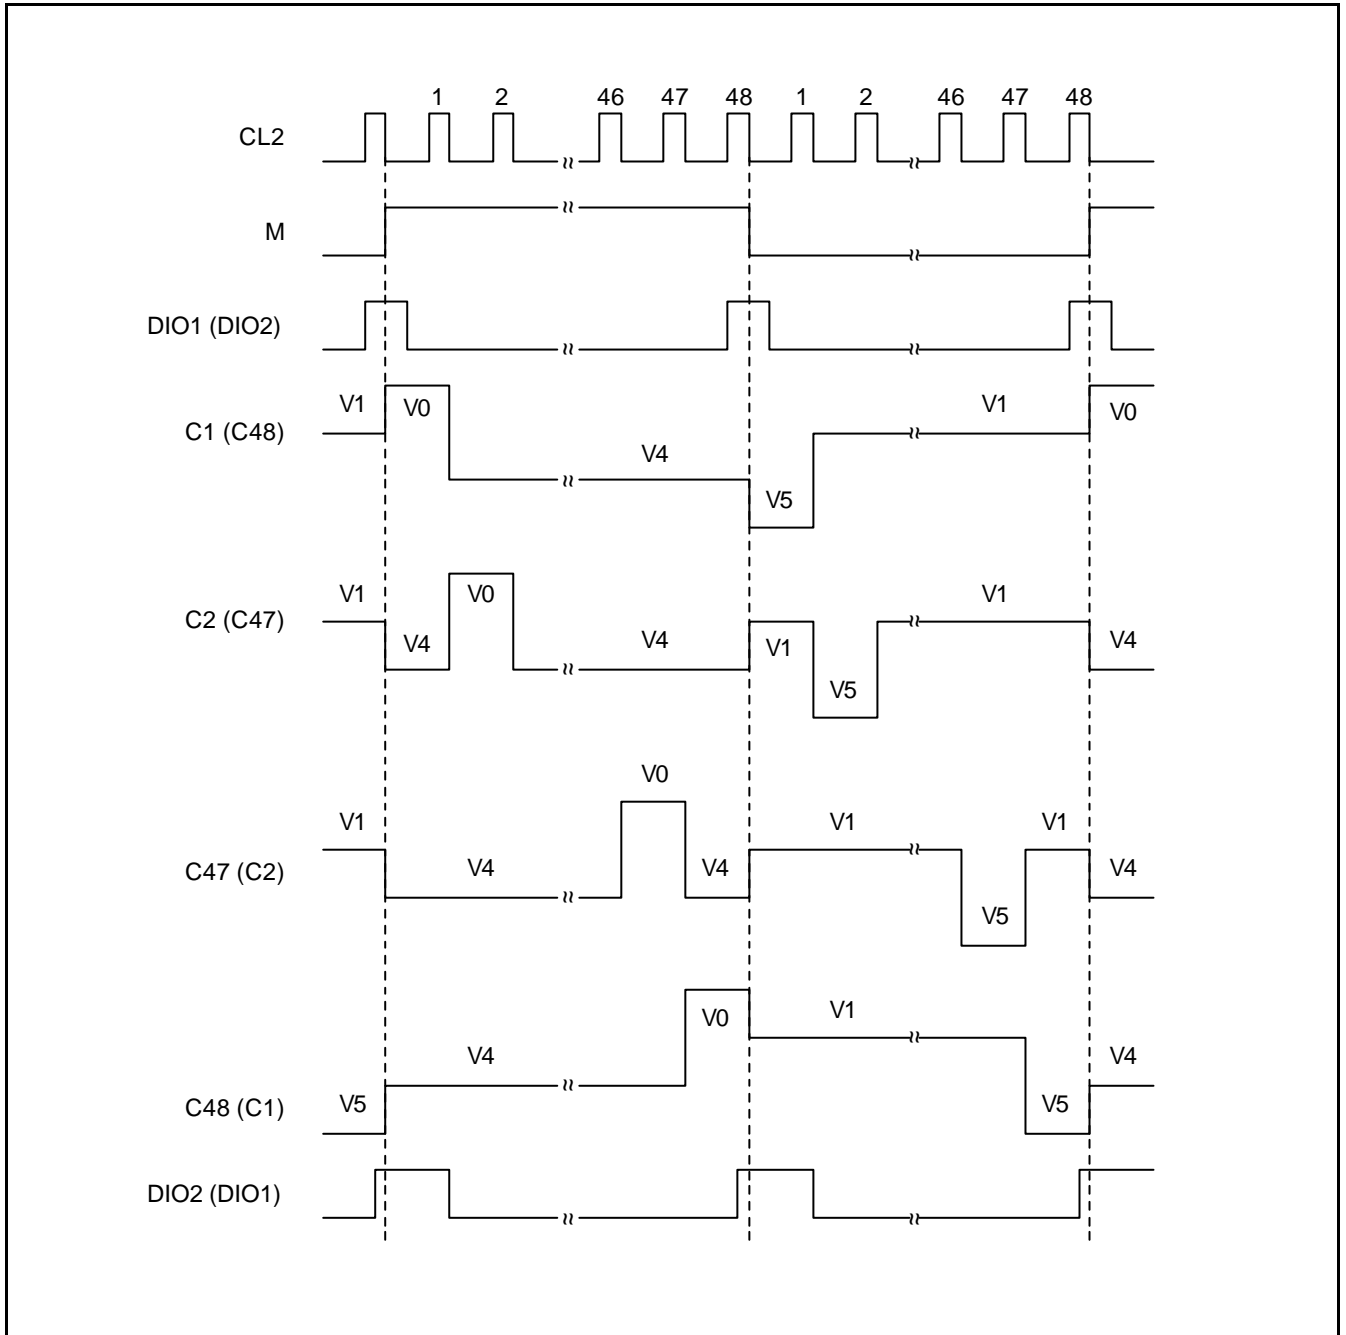 1 2 46 47 48 1 2 46 47 48
CL2
M
DIO1 (DIO2)
V1 V0 V1 V0
C1 (C48)
V4
V5
V1 V0 V1
C2 (C47)
V4 V4 V1 V4
V5
V0
V1 V1 V1
C47 (C2)
V4 V4 V4
V5
V0 V1
V4 V4
C48 (C1)
V5 V5
DIO2 (DIO1)